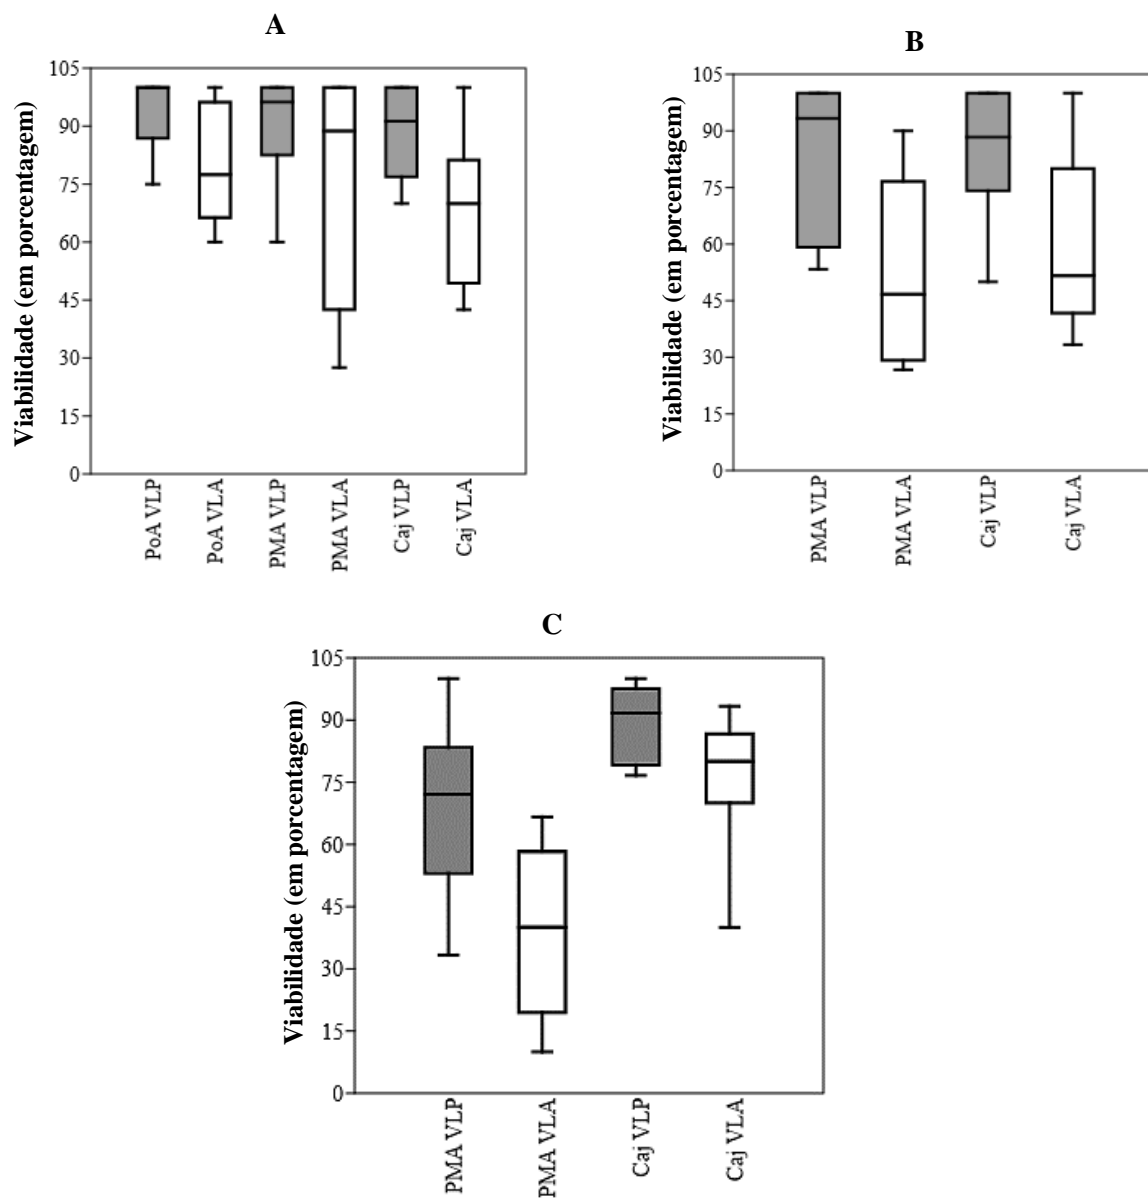 A
Viabilidade (em porcentagem)
105
90
75
60
45
30
15
0
PoA VLP
PoA VLA
PMA VLP
PMA VLA
Caj VLP
Caj VLA
B
Viabilidade (em porcentagem)
105
90
75
60
45
30
15
0
PMA VLP
PMA VLA
Caj VLP
Caj VLA
C
Viabilidade (em porcentagem)
105
90
75
60
45
30
15
0
PMA VLP
PMA VLA
Caj VLP
Caj VLA